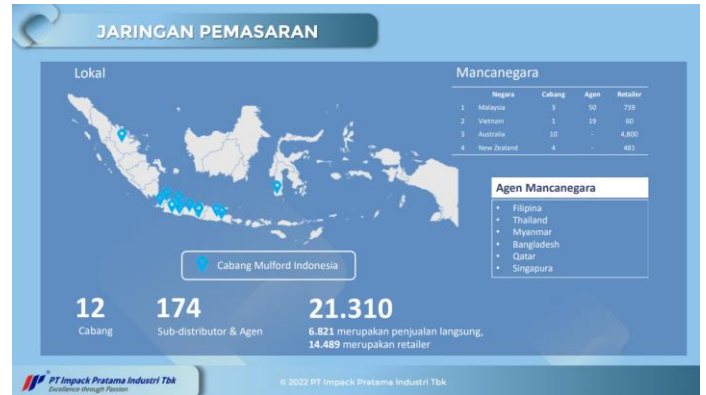 JARINGAN PEMASARAN
Lokal
Mancanegara
Negara Cabang Agen Retailer
1 Malaysia 3 50 739
2 Vietnam 1 19 60
3 Australia 10 - 4,800
4 New Zealand 4 - 481
Agen Mancanegara
• Filipina
• Thailand
• Myanmar
• Bangladesh
• Qatar
• Singapura
Cabang Mulford Indonesia
12
Cabang
174
Sub-distributor & Agen
21.310
6.821 merupakan penjualan langsung,
14.489 merupakan retailer
PT Impack Pratama Industri Tbk
Excellence through Passion
© 2022 PT Impack Pratama Industri Tbk